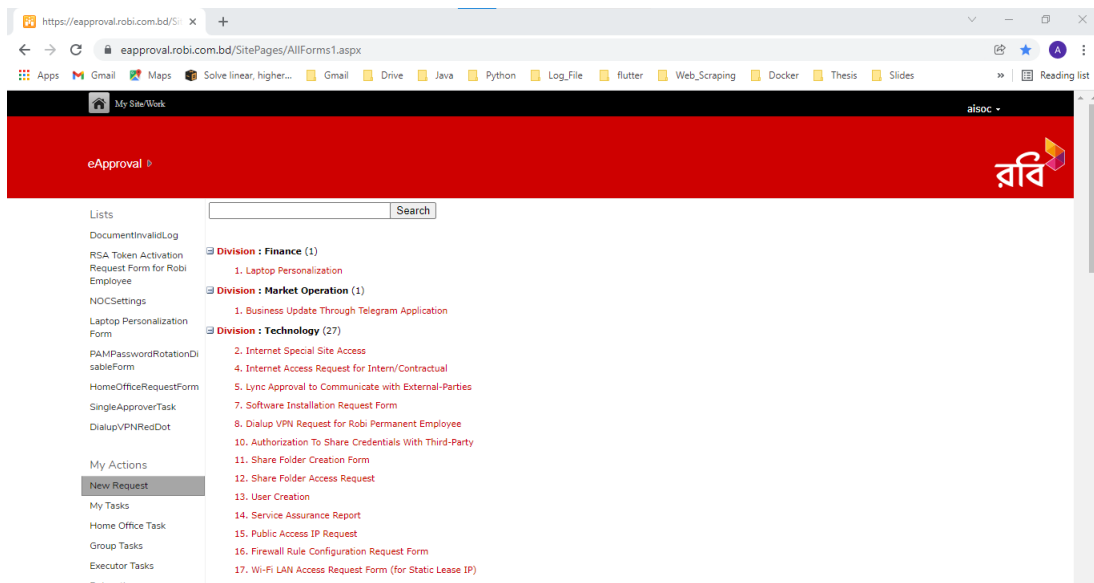 https://eapproval.robi.com.bd/Sit
eapproval.robi.com.bd/SitePages/AllForms1.aspx
A
Apps Gmail Maps Solve linear, higher... Gmail Drive Java Python Log_File flutter Web_Scraping Docker Thesis Slides » Reading list
My Site/Work
aisoc
eApproval
রবি
Lists
DocumentInvalidLog
RSA Token Activation
Request Form for Robi
Employee
NOCSettings
Laptop Personalization
Form
PAMPasswordRotationDi
sableForm
HomeOfficeRequestForm
SingleApproverTask
DialupVPNRedDot
My Actions
New Request
My Tasks
Home Office Task
Group Tasks
Executor Tasks
Search
Division : Finance (1)
1. Laptop Personalization
Division : Market Operation (1)
1. Business Update Through Telegram Application
Division : Technology (27)
2. Internet Special Site Access
4. Internet Access Request for Intern/Contractual
5. Lync Approval to Communicate with External-Parties
7. Software Installation Request Form
8. Dialup VPN Request for Robi Permanent Employee
10. Authorization To Share Credentials With Third-Party
11. Share Folder Creation Form
12. Share Folder Access Request
13. User Creation
14. Service Assurance Report
15. Public Access IP Request
16. Firewall Rule Configuration Request Form
17. Wi-Fi LAN Access Request Form (for Static Lease IP)